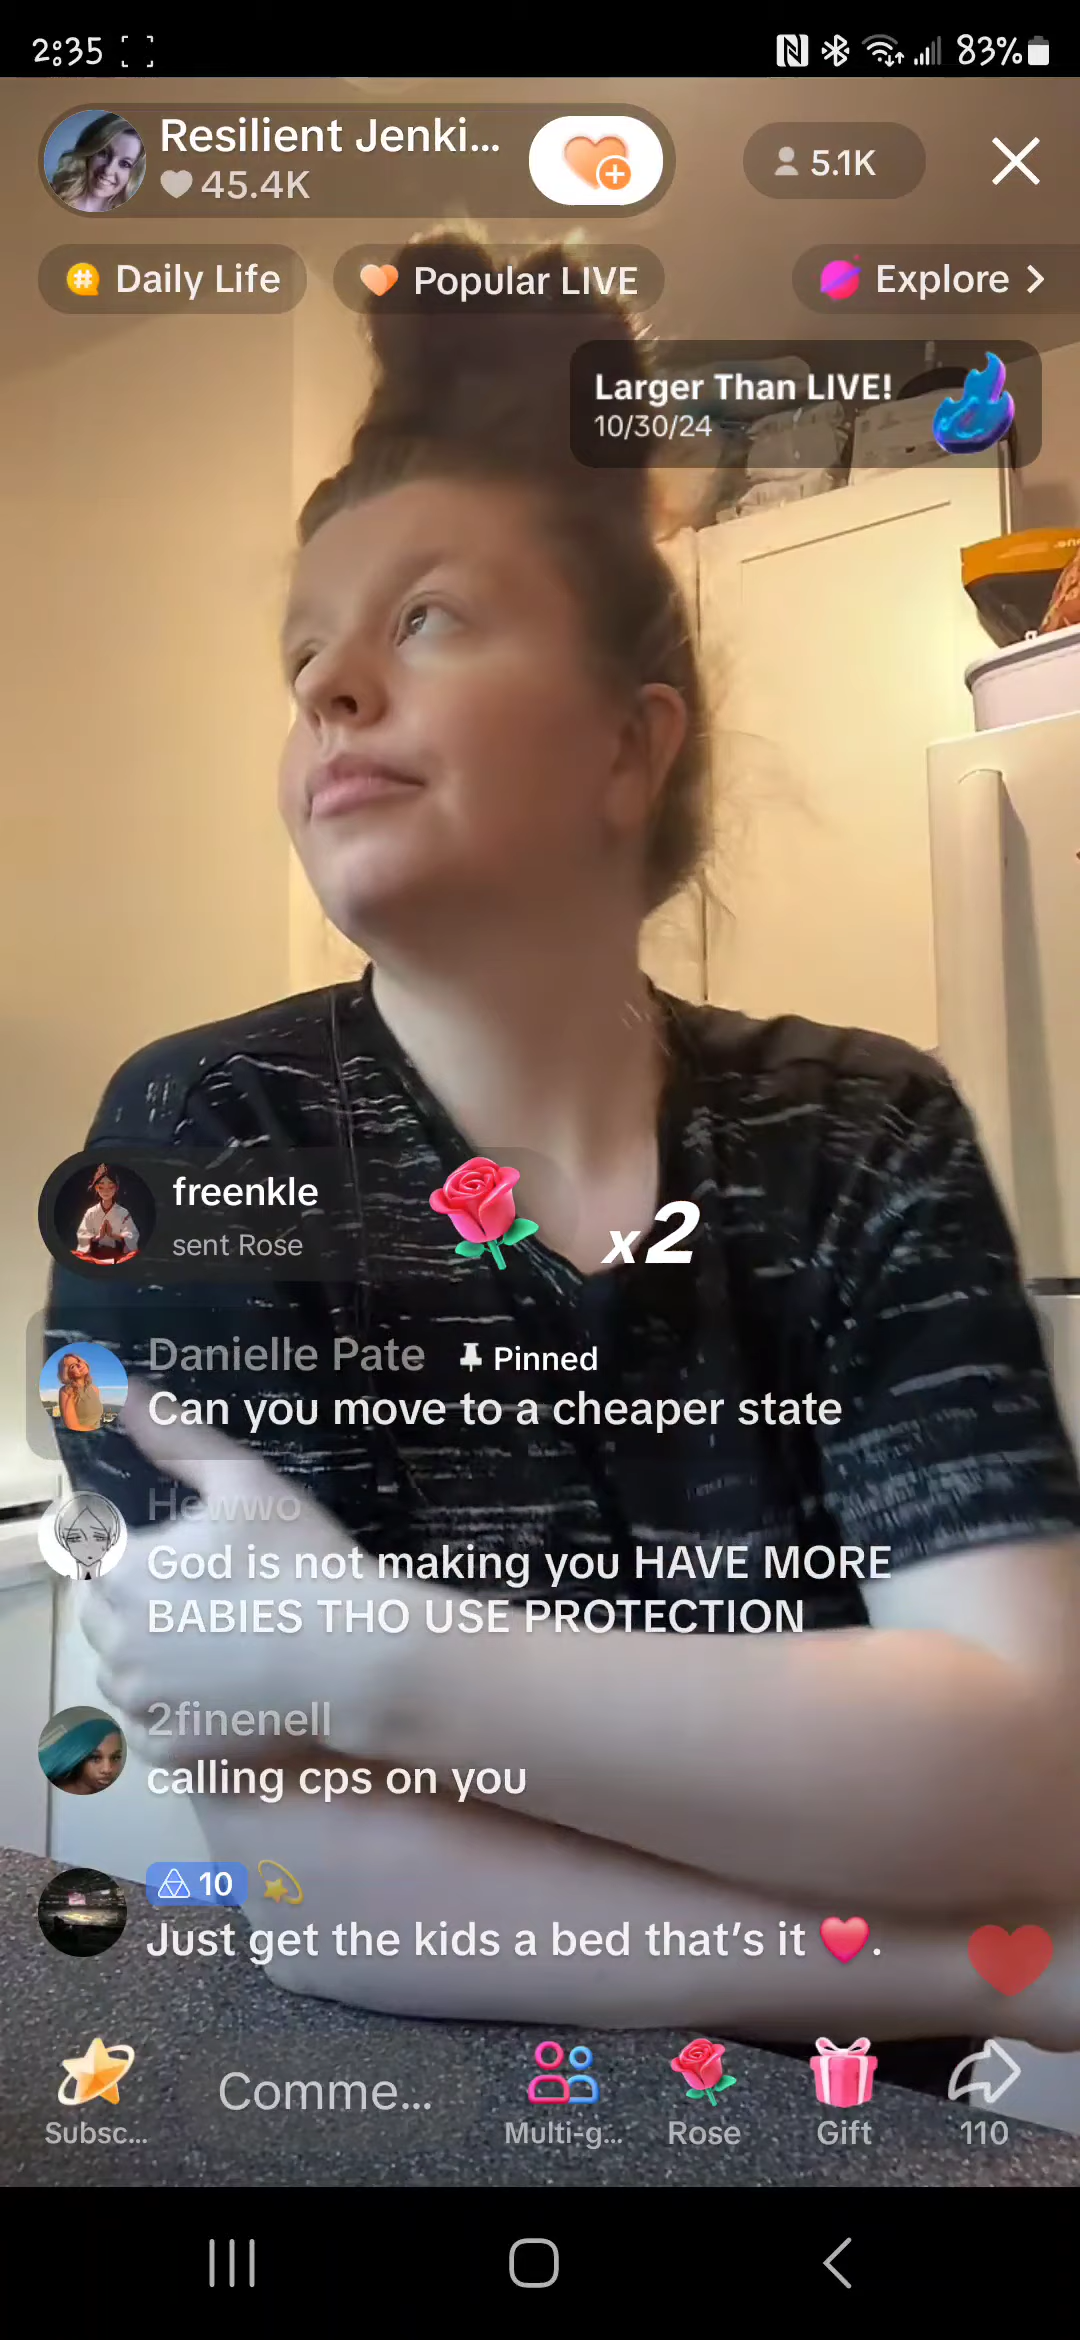 2:35
83%
Resilient Jenki...
45.4K
5.1K
Daily Life
Popular LIVE
Explore >
Larger Than LIVE!
10/30/24
freenkle
sent Rose
x2
Danielle Pate Pinned
Can you move to a cheaper state
Hewwo
God is not making you HAVE MORE
BABIES THO USE PROTECTION
2finenell
calling cps on you
10
Just get the kids a bed that's it ❤️.
Comme...
Subsc...
Multi-g...
Rose
Gift
110